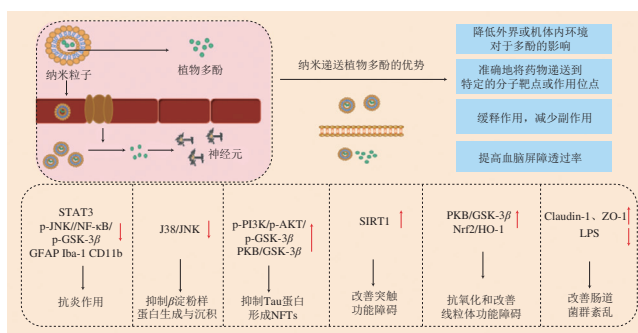 纳米粒子
植物多酚
神经元
纳米递送植物多酚的优势
降低外界或机体内环境
对于多酚的影响
准确地将药物递送到
特定的分子靶点或作用位点
缓释作用，减少副作用
提高血脑屏障透过率
STAT3
p-JNK//NF-κB/
p-GSK-3β
GFAP Iba-1 CD11b
抗炎作用
J38/JNK
抑制β淀粉样
蛋白生成与沉积
p-PI3K/p-AKT/
p-GSK-3β
PKB/GSK-3β
抑制Tau蛋白
形成NFTs
SIRT1
改善突触
功能障碍
PKB/GSK-3β
Nrf2/HO-1
抗氧化和改善
线粒体功能障碍
Claudin-1、ZO-1
LPS
改善肠道
菌群紊乱